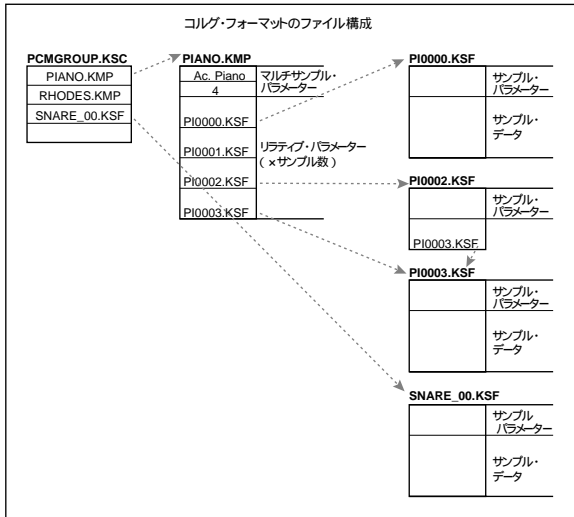 コルグ・フォーマットのファイル構成
PCMGROUP.KSC
PIANO.KMP
RHODES.KMP
SNARE_00.KSF
PIANO.KMP
Ac. Piano
4
マルチサンプル・
パラメーター
PI0000.KSF
PI0001.KSF
PI0002.KSF
PI0003.KSF
リラティブ・パラメーター
（×サンプル数）
PI0000.KSF
サンプル・
パラメーター
サンプル・
データ
PI0002.KSF
サンプル・
パラメーター
PI0003.KSF
PI0003.KSF
サンプル・
パラメーター
サンプル・
データ
SNARE_00.KSF
サンプル
パラメーター
サンプル・
データ